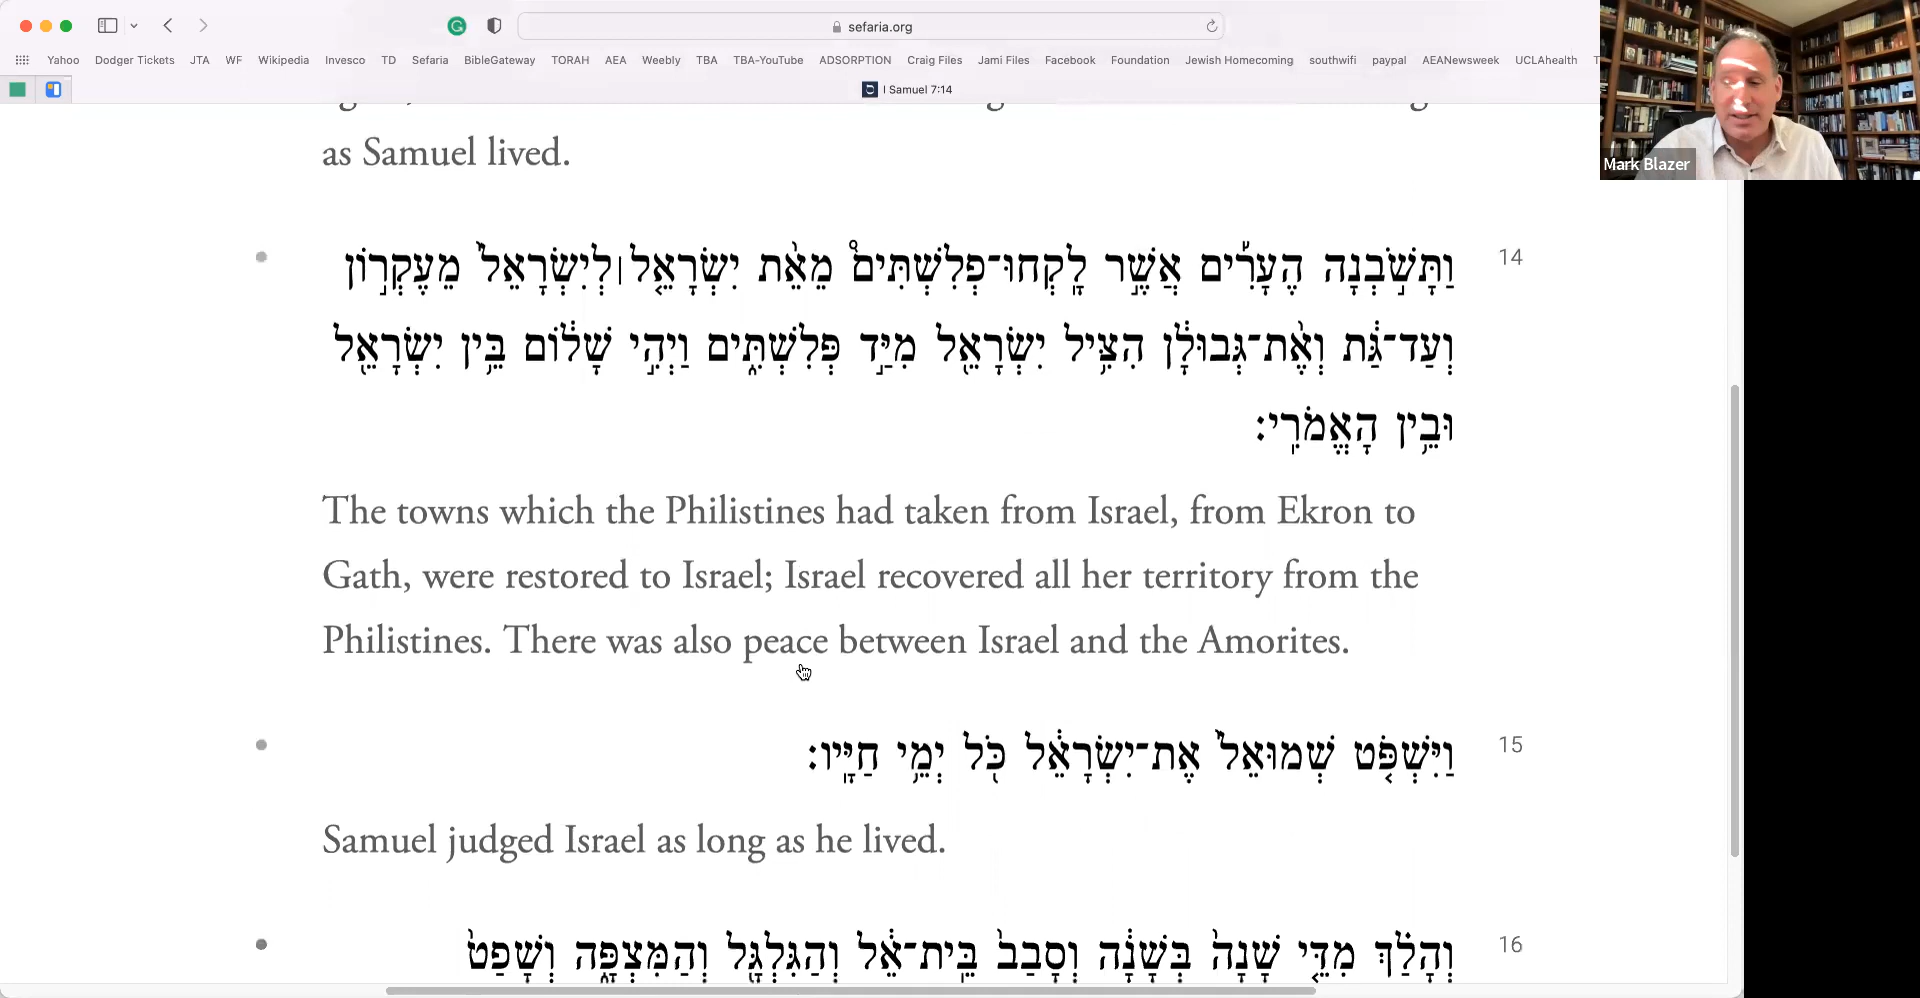 sefaria.org
Yahoo Dodger Tickets JTA WF Wikipedia Invesco TD Sefaria BibleGateway TORAH AEA Weebly TBA TBA-YouTube ADSORPTION Craig Files Jami Files Facebook Foundation Jewish Homecoming southwifi paypal AEANewsweek UCLAhealth
I Samuel 7:14
Mark Blazer
as Samuel lived.
14
וַתָּשֹׁ֣בְנָה הֶעָרִ֡ים אֲשֶׁ֣ר לָֽקְחוּ־פְלִשְׁתִּים֩ מֵאֵ֨ת יִשְׂרָאֵ֤ל ׀ לְיִשְׂרָאֵל֙ מֵעֶקְר֣וֹן
וְעַד־גַּ֔ת וְאֶ֨ת־גְּבוּלָ֔ן הִצִּ֥יל יִשְׂרָאֵ֖ל מִיַּ֣ד פְּלִשְׁתִּ֑ים וַיְהִ֣י שָׁל֔וֹם בֵּ֥ין יִשְׂרָאֵ֖ל
וּבֵ֥ין הָאֱמֹרִֽי׃
The towns which the Philistines had taken from Israel, from Ekron to
Gath, were restored to Israel; Israel recovered all her territory from the
Philistines. There was also peace between Israel and the Amorites.
15
וַיִּשְׁפֹּ֤ט שְׁמוּאֵל֙ אֶת־יִשְׂרָאֵ֔ל כֹּ֖ל יְמֵ֥י חַיָּֽיו׃
Samuel judged Israel as long as he lived.
16
וְהָלַ֗ךְ מִדֵּ֤י שָׁנָה֙ בְּשָׁנָ֔ה וְסָבַב֙ בֵּֽית־אֵ֔ל וְהַגִּלְגָּ֖ל וְהַמִּצְפָּ֑ה וְשָׁפַט֙